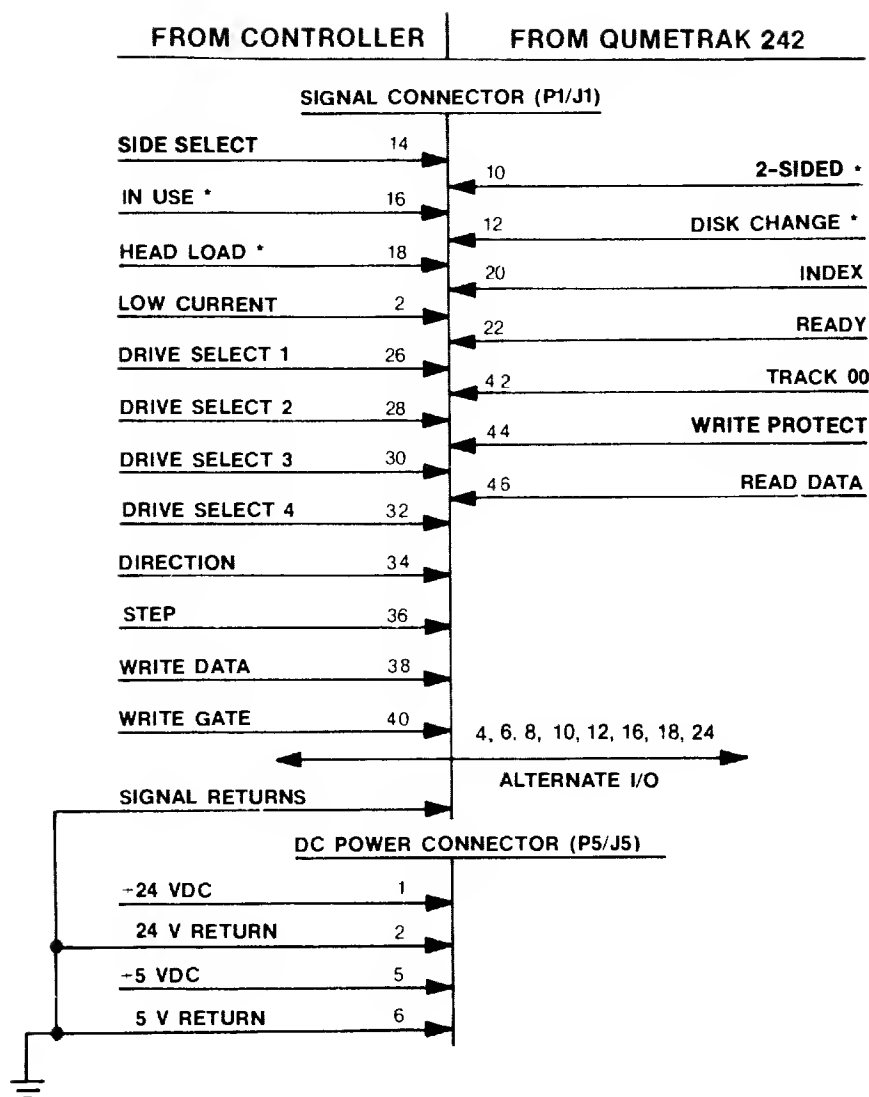 FROM CONTROLLER FROM QUMETRAK 242
SIGNAL CONNECTOR (P1/J1)
SIDE SELECT 14
10 2-SIDED *
IN USE * 16
12 DISK CHANGE *
HEAD LOAD * 18
20 INDEX
LOW CURRENT 2
22 READY
DRIVE SELECT 1 26
42 TRACK 00
DRIVE SELECT 2 28
44 WRITE PROTECT
DRIVE SELECT 3 30
46 READ DATA
DRIVE SELECT 4 32
DIRECTION 34
STEP 36
WRITE DATA 38
WRITE GATE 40
4, 6. 8, 10, 12, 16, 18, 24
ALTERNATE I/O
SIGNAL RETURNS
DC POWER CONNECTOR (P5/J5)
+24 VDC 1
24 V RETURN 2
+5 VDC 5
5 V RETURN 6